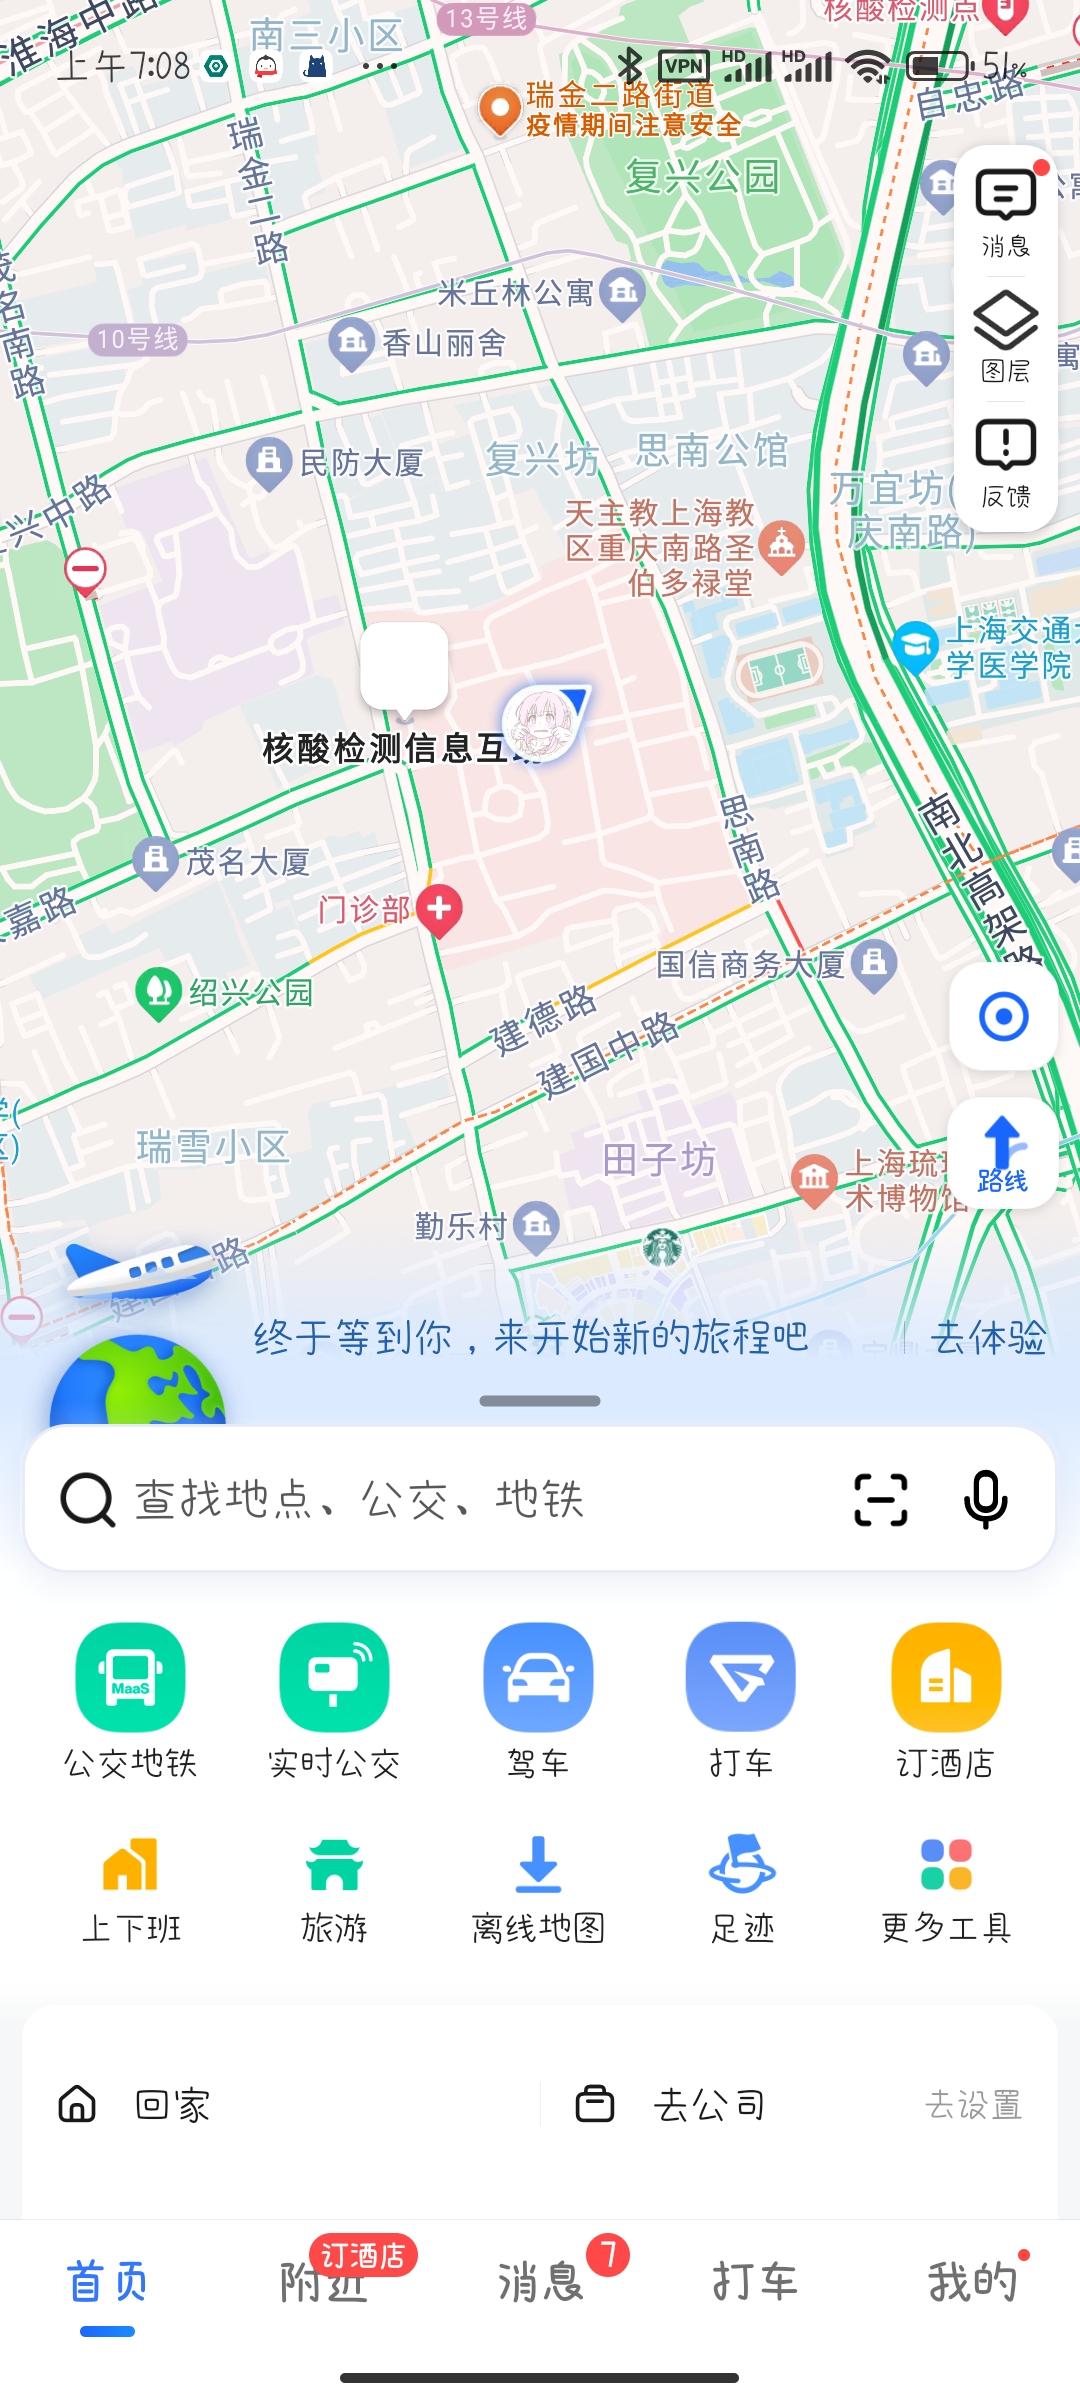 淮海中路
南三小区
13号线
核酸检测点
上午7:08
VPN
HD
HD
51%
瑞金二路街道
疫情期间注意安全
自忠路
瑞金二路
复兴公园
消息
茂名南路
米丘林公寓
10号线
香山丽舍
寓
图层
民防大厦
复兴坊
思南公馆
反馈
兴中路
万宜坊(
庆南路)
天主教上海教
区重庆南路圣
伯多禄堂
上海交通大
学医学院
核酸检测信息互
思南路
南北高架路
茂名大厦
嘉路
门诊部
国信商务大厦
绍兴公园
建德路
建国中路
瑞雪小区
田子坊
上海琉
术博物馆
路线
勤乐村
路
终于等到你，来开始新的旅程吧
去体验
查找地点、公交、地铁
MaaS
公交地铁
实时公交
驾车
打车
订酒店
上下班
旅游
离线地图
足迹
更多工具
回家
去公司
去设置
首页
附近
订酒店
消息
7
打车
我的